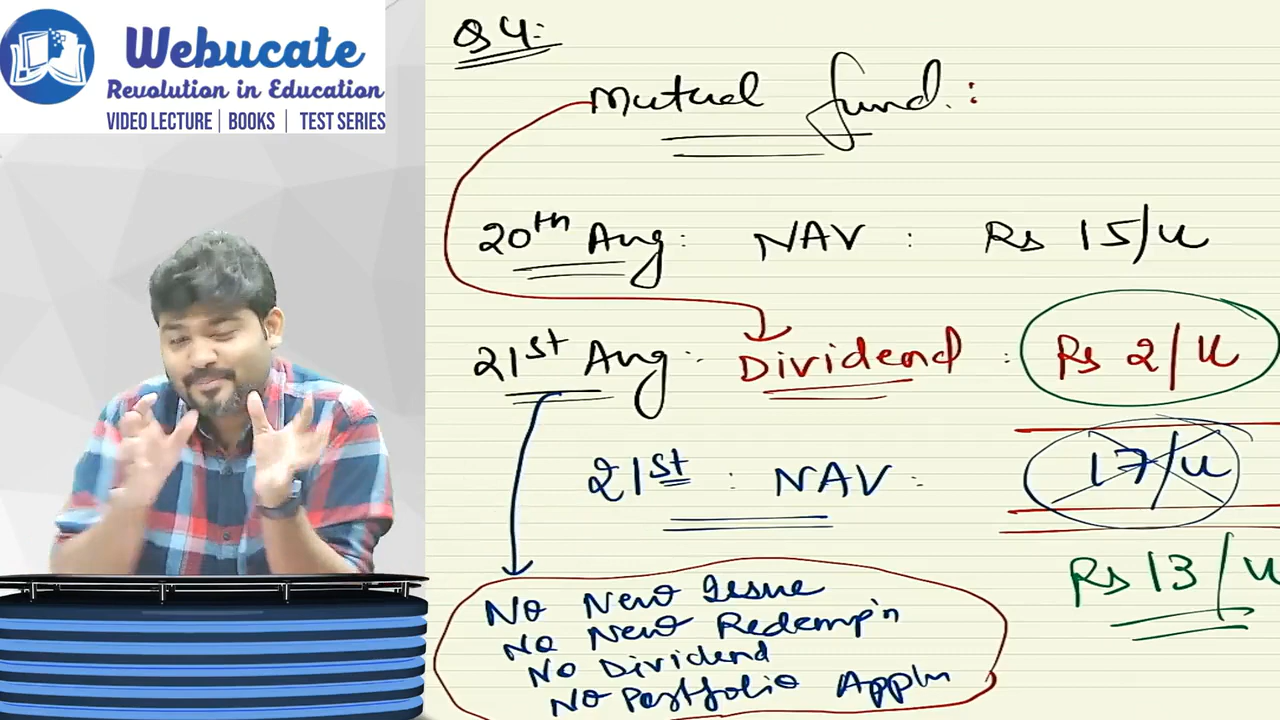 Webucate
Revolution in Education
VIDEO LECTURE | BOOKS | TEST SERIES
Q4:
Mutual fund :
20th Aug : NAV : Rs 15/u
21st Aug :- Dividend : Rs 2/u
21st : NAV : 17/u
Rs 13/u
No New Issue
No New Redemp'n
No Dividend
No Portfolio Appln